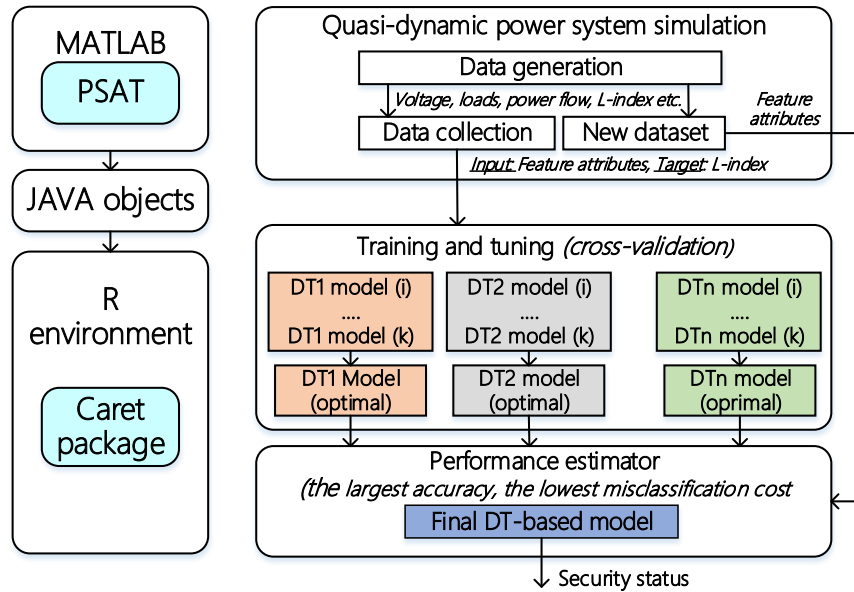 MATLAB
PSAT
JAVA objects
R
environment
Caret
package
Quasi-dynamic power system simulation
Data generation
Voltage, loads, power flow, L-index etc.
Data collection
New dataset
Feature
attributes
Input: Feature attributes, Target: L-index
Training and tuning (cross-validation)
DT1 model (i)
....
DT1 model (k)
DT2 model (i)
....
DT2 model (k)
DTn model (i)
....
DTn model (k)
DT1 Model
(optimal)
DT2 model
(optimal)
DTn model
(oprimal)
Performance estimator
(the largest accuracy, the lowest misclassification cost
Final DT-based model
Security status